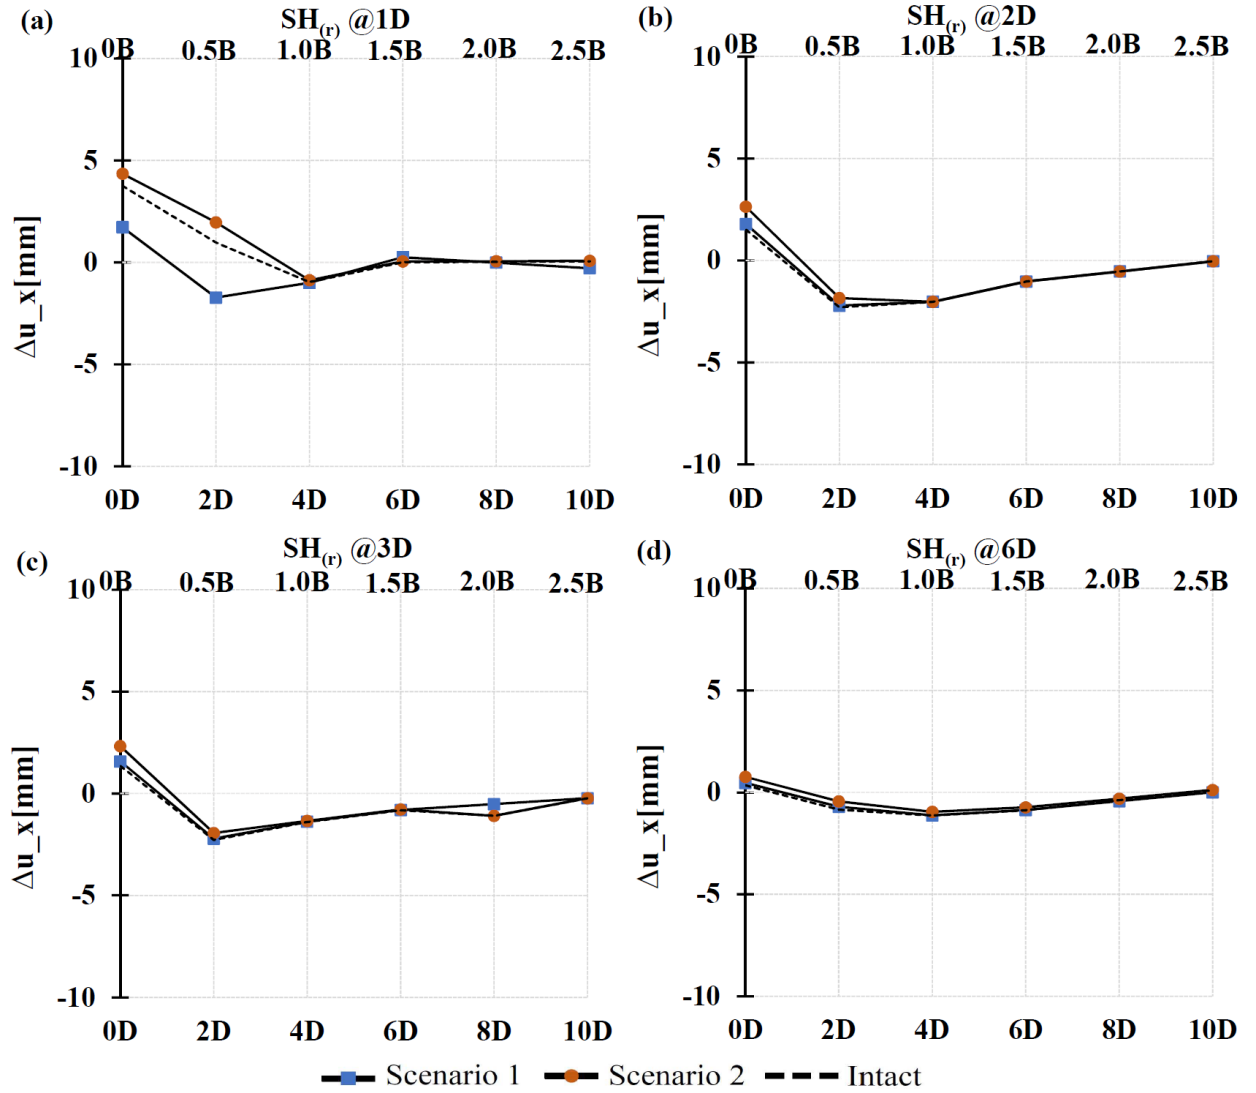 (a) SH(r) @1D
0B 0.5B 1.0B 1.5B 2.0B 2.5B
10
5
0
-5
-10
Δu_x[mm]
0D 2D 4D 6D 8D 10D
(b) SH(r) @2D
0B 0.5B 1.0B 1.5B 2.0B 2.5B
10
5
0
-5
-10
Δu_x[mm]
0D 2D 4D 6D 8D 10D
(c) SH(r) @3D
0B 0.5B 1.0B 1.5B 2.0B 2.5B
10
5
0
-5
-10
Δu_x[mm]
0D 2D 4D 6D 8D 10D
(d) SH(r) @6D
0B 0.5B 1.0B 1.5B 2.0B 2.5B
10
5
0
-5
-10
Δu_x[mm]
0D 2D 4D 6D 8D 10D
Scenario 1 Scenario 2 Intact